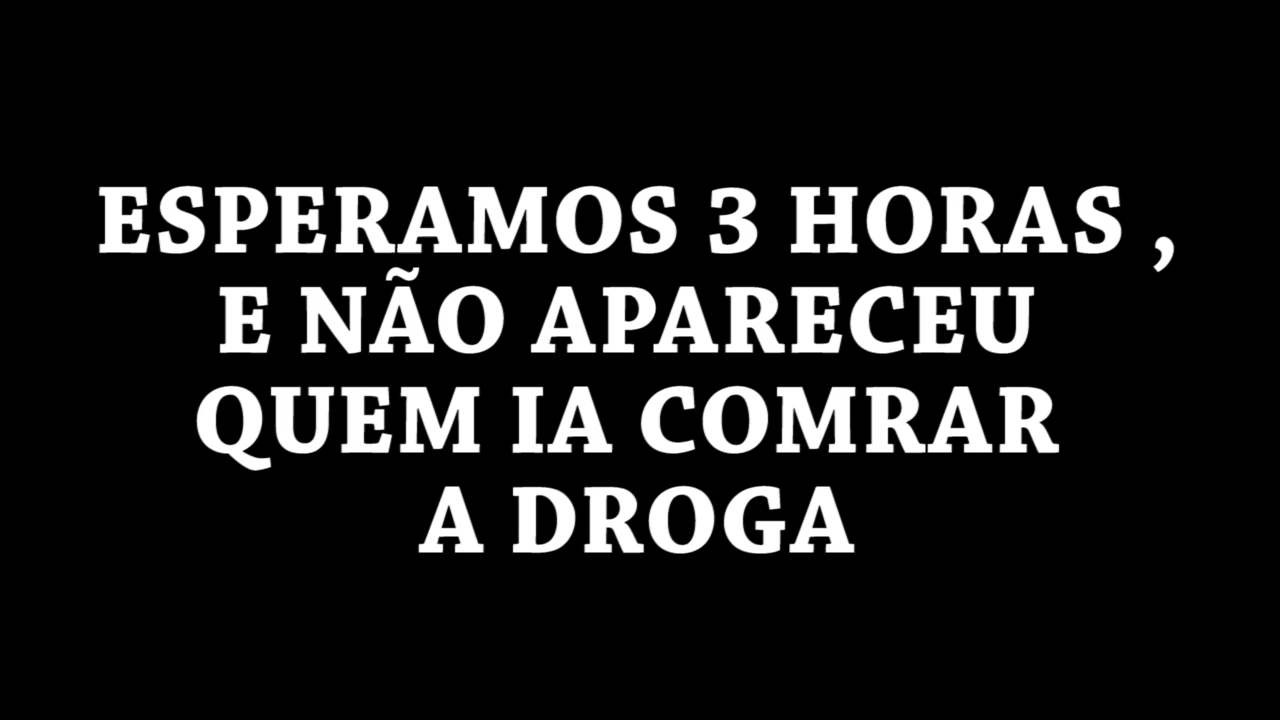 ESPERAMOS 3 HORAS ,
E NÃO APARECEU
QUEM IA COMRAR
A DROGA